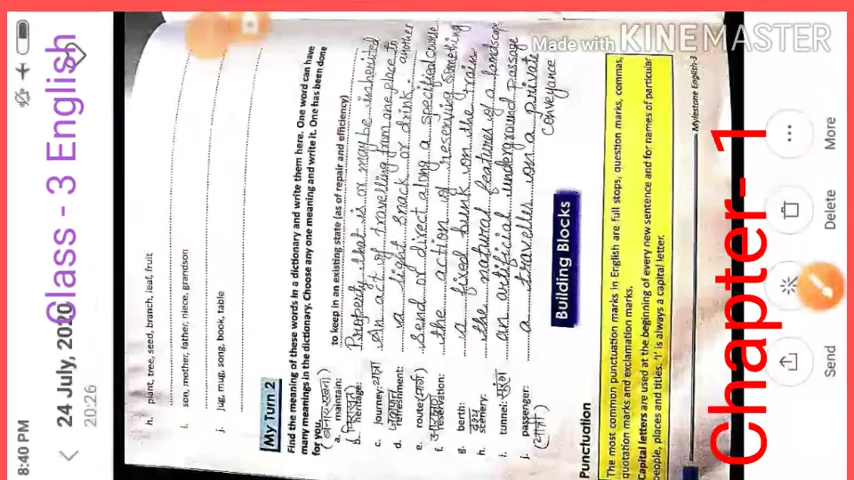 Made with KINEMASTER
8:40 PM
24 July, 2020
20:26
Class - 3 English
Chapter- 1
h. plant, tree, seed, branch, leaf, fruit
i. son, mother, father, niece, grandson
j. jug, mug, song, book, table
My Turn 2
Find the meaning of these words in a dictionary and write them here. One word can have
many meanings in the dictionary. Choose any one meaning and write it. One has been done
for you.
a. maintain: to keep in an existing state (as of repair and efficiency)
b. heritage: Property that is or may be inherited
c. journey: यात्रा An act of travelling from one place to another
d. refreshment: a light snack or drink.
e. route: send or direct along a specified course
f. reservation: the action of reserving something
g. berth: a fixed bunk on the train
h. scenery: दृश्य the natural features of a landscape
i. tunnel: सुरंग an artificial underground passage
j. passenger: a traveller on a private
conveyance
Building Blocks
Punctuation
The most common punctuation marks in English are full stops, question marks, commas,
quotation marks and exclamation marks.
Capital letters are used at the beginning of every new sentence and for names of particular
people, places and titles. 'I' is always a capital letter.
Mylestone English-3
Send
Delete
More